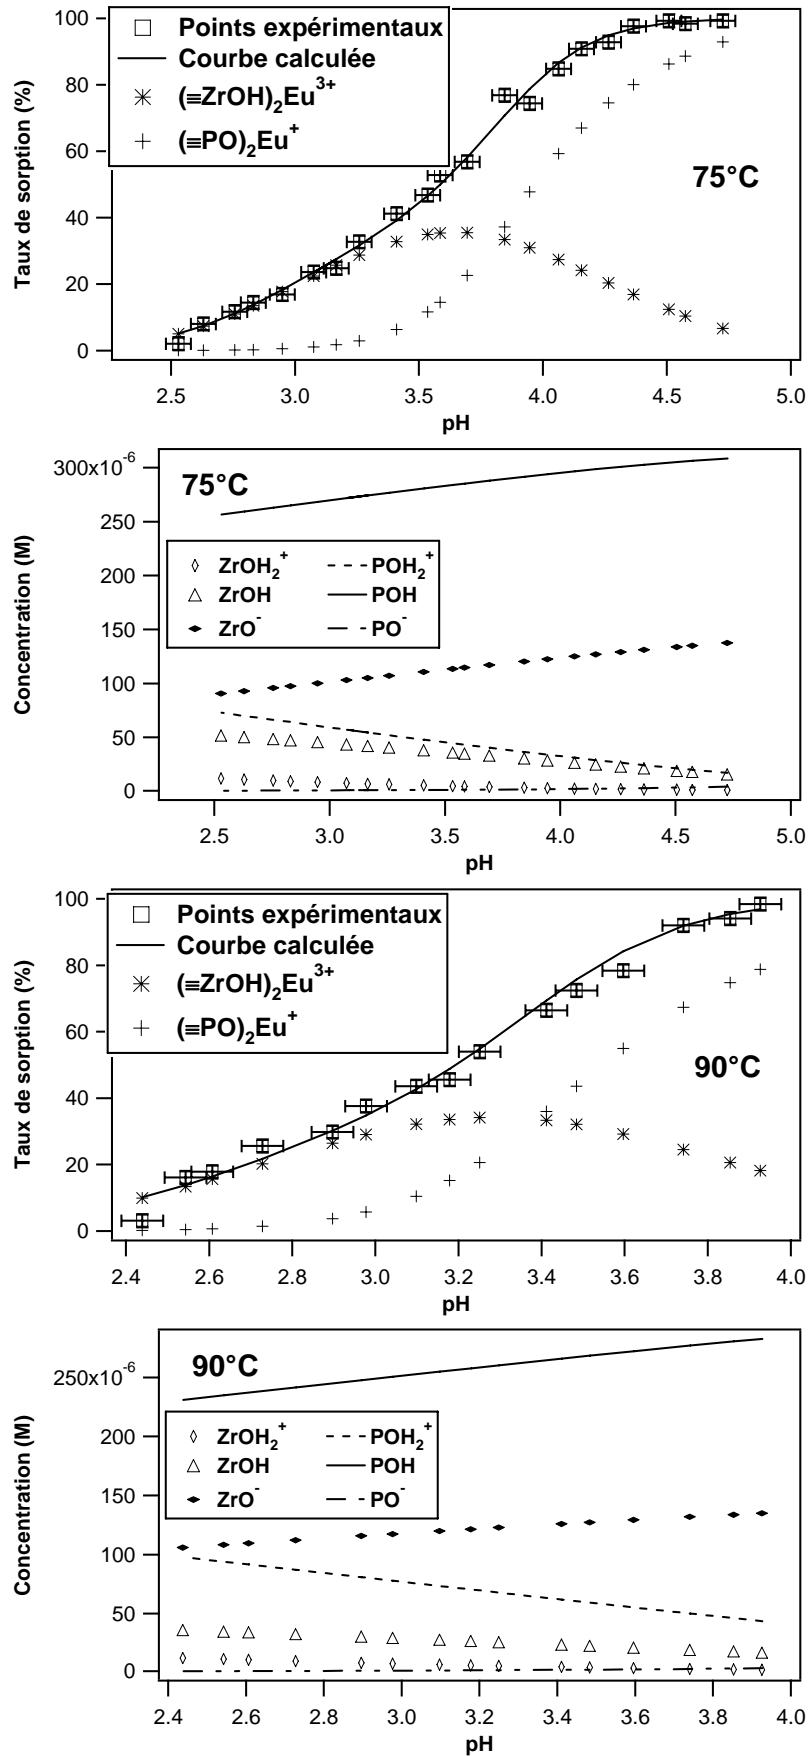 100
80
60
40
20
0
Taux de sorption (%)
Points expérimentaux
Courbe calculée
(≡ZrOH)₂Eu³⁺
(≡PO)₂Eu⁺
75°C
2.5 3.0 3.5 4.0 4.5 5.0
pH
300x10⁻⁶
250
200
150
100
50
0
Concentration (M)
75°C
ZrOH₂⁺ POH₂⁺
ZrOH POH
ZrO⁻ PO⁻
2.5 3.0 3.5 4.0 4.5 5.0
pH
100
80
60
40
20
0
Taux de sorption (%)
Points expérimentaux
Courbe calculée
(≡ZrOH)₂Eu³⁺
(≡PO)₂Eu⁺
90°C
2.4 2.6 2.8 3.0 3.2 3.4 3.6 3.8 4.0
pH
250x10⁻⁶
200
150
100
50
0
Concentration (M)
90°C
ZrOH₂⁺ POH₂⁺
ZrOH POH
ZrO⁻ PO⁻
2.4 2.6 2.8 3.0 3.2 3.4 3.6 3.8 4.0
pH